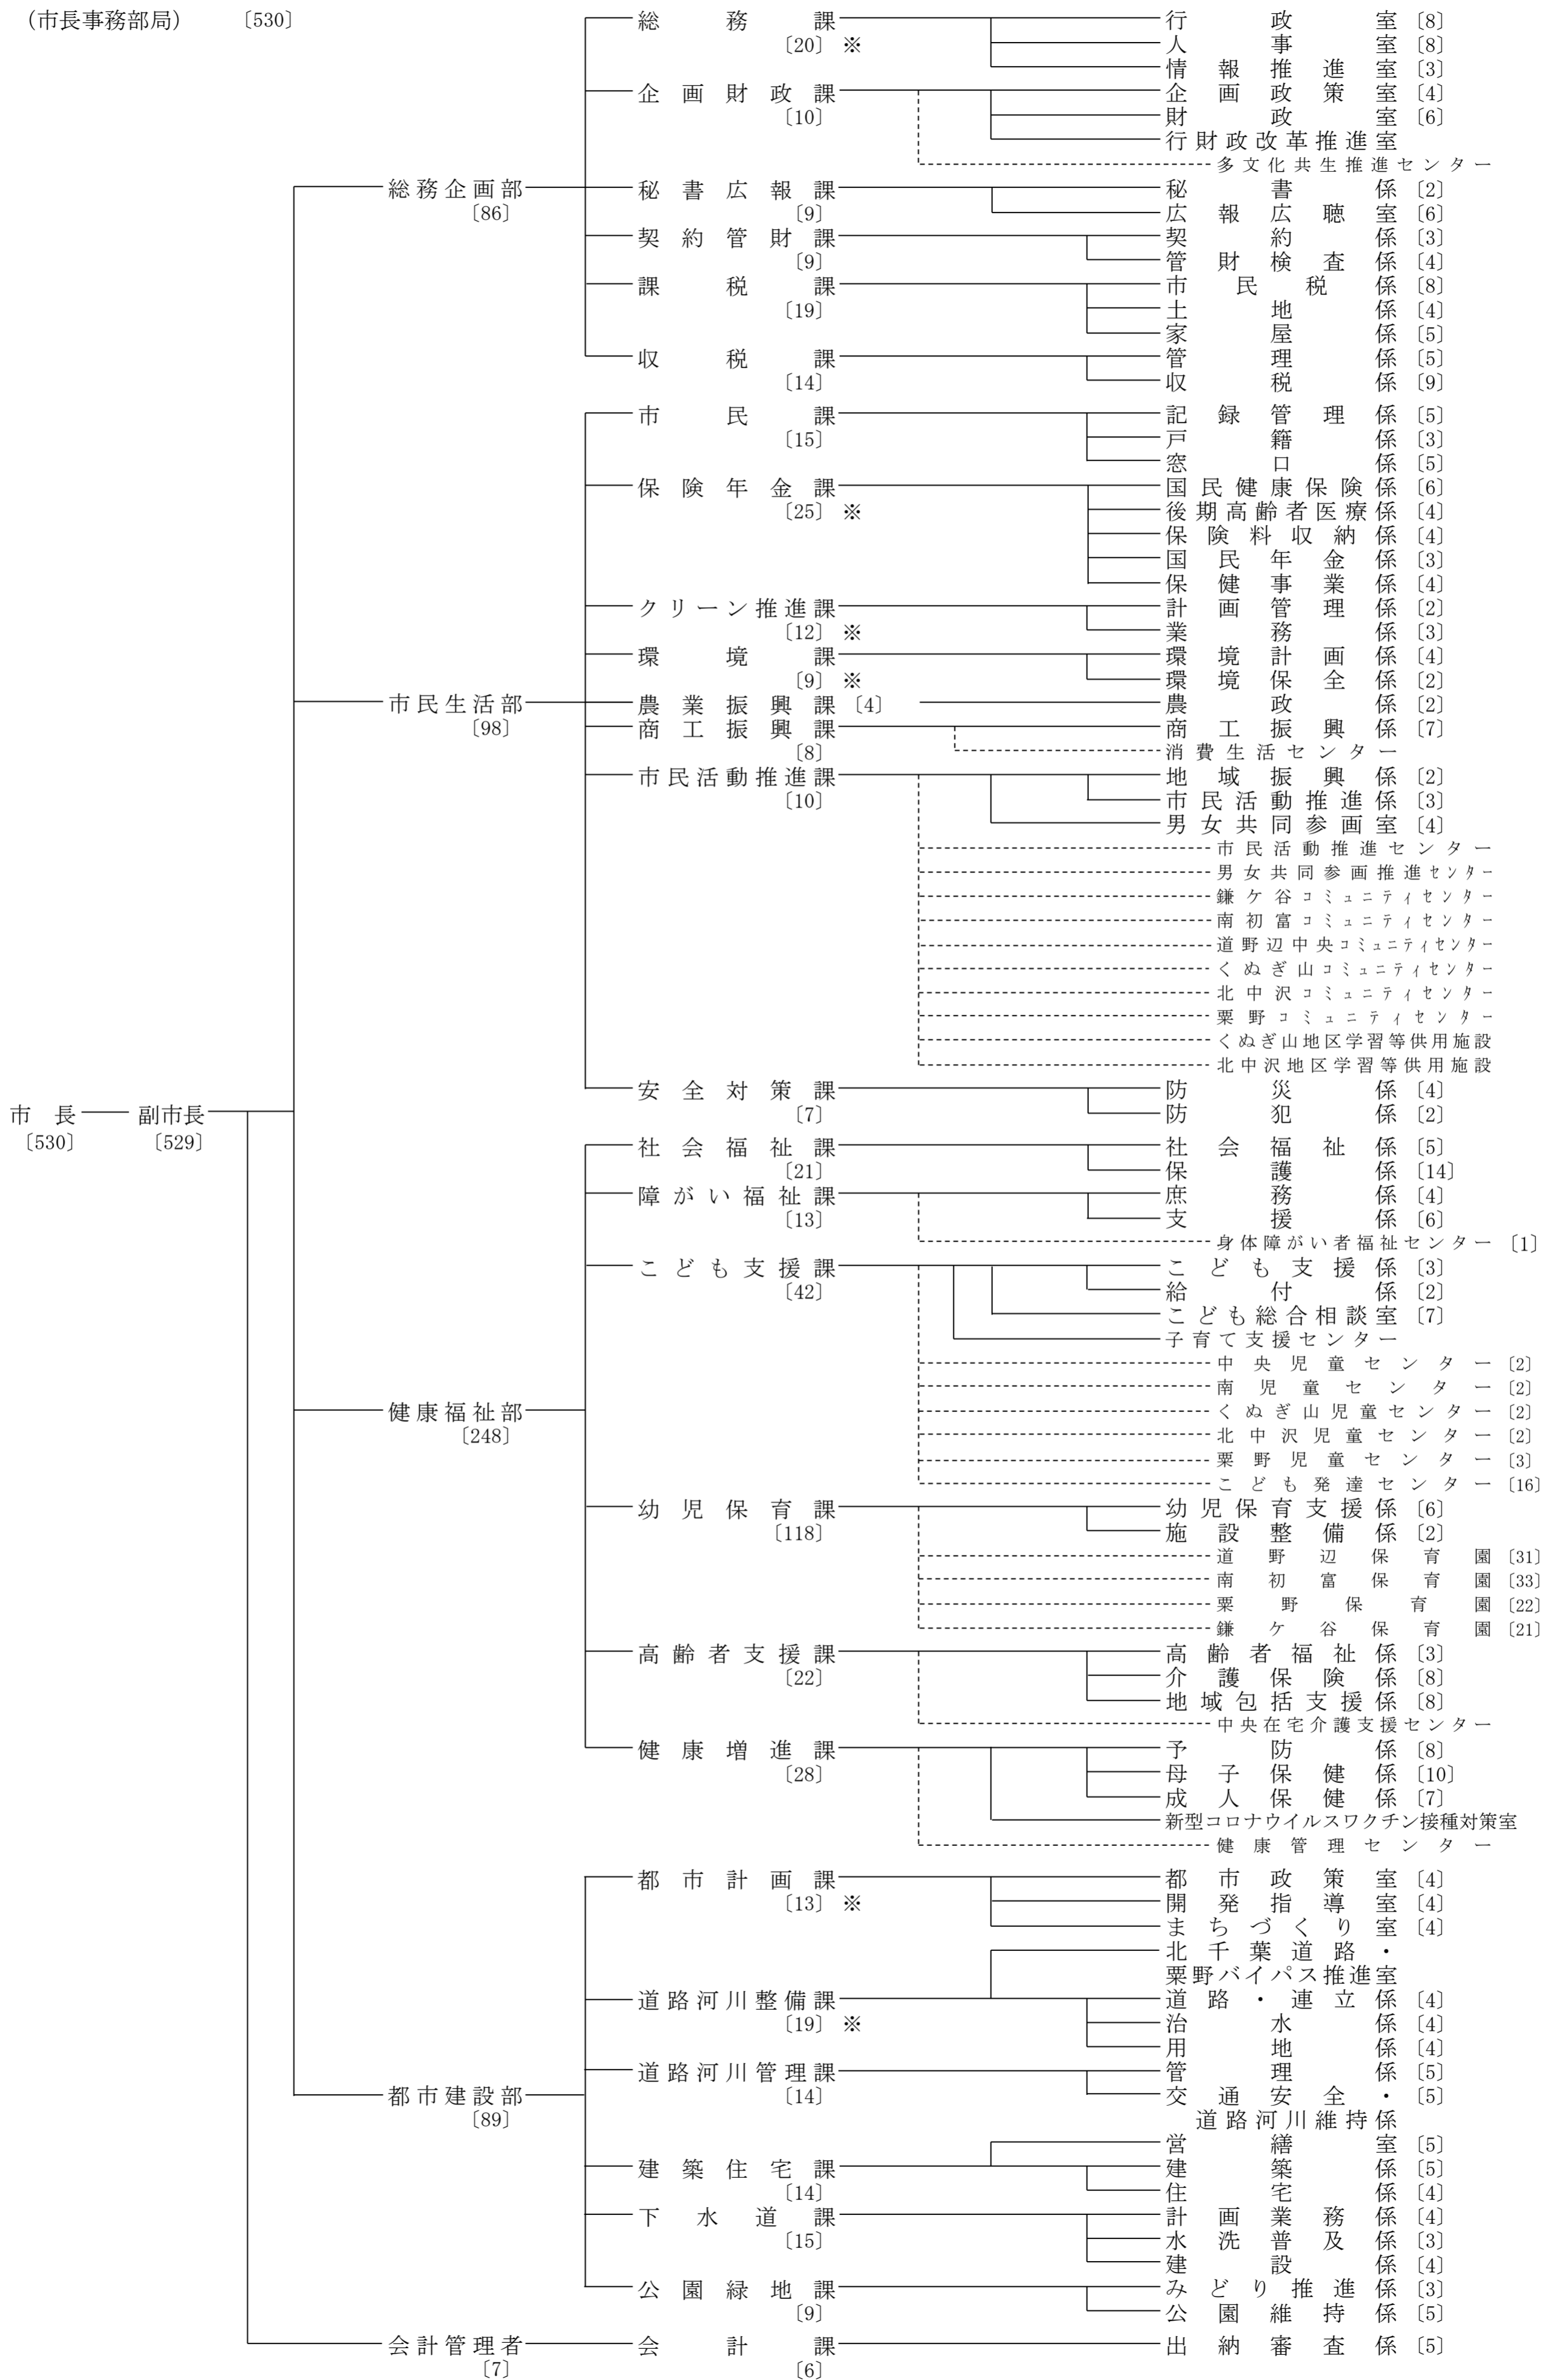 （市長事務部局） 〔530〕
総務課 行政室 〔8〕
〔20〕 ※ 人事室 〔8〕
情報推進室 〔3〕
企画財政課 企画政策室 〔4〕
〔10〕 財政室 〔6〕
行財政改革推進室
多文化共生推進センター
総務企画部 秘書広報課 秘書係 〔2〕
〔86〕 〔9〕 広報広聴室 〔6〕
契約管財課 契約係 〔3〕
〔9〕 管財検査係 〔4〕
課税課 市民税係 〔8〕
〔19〕 土地係 〔4〕
家屋係 〔5〕
収税課 管理係 〔5〕
〔14〕 収税係 〔9〕
市民課 記録管理係 〔5〕
〔15〕 戸籍係 〔3〕
窓口係 〔5〕
保険年金課 国民健康保険係 〔6〕
〔25〕 ※ 後期高齢者医療係 〔4〕
保険料収納係 〔4〕
国民年金係 〔3〕
保健事業係 〔4〕
クリーン推進課 計画管理係 〔2〕
〔12〕 ※ 業務係 〔3〕
環境課 環境計画係 〔4〕
〔9〕 ※ 環境保全係 〔2〕
市民生活部 農業振興課 〔4〕 農政係 〔2〕
〔98〕 商工振興課 商工振興係 〔7〕
〔8〕 消費生活センター
市民活動推進課 地域振興係 〔2〕
〔10〕 市民活動推進係 〔3〕
男女共同参画室 〔4〕
市民活動推進センター
男女共同参画推進センター
鎌ケ谷コミュニティセンター
南初富コミュニティセンター
道野辺中央コミュニティセンター
くぬぎ山コミュニティセンター
北中沢コミュニティセンター
粟野コミュニティセンター
くぬぎ山地区学習等供用施設
北中沢地区学習等供用施設
安全対策課 防災係 〔4〕
市長 副市長 〔7〕 防犯係 〔2〕
〔530〕 〔529〕
社会福祉課 社会福祉係 〔5〕
〔21〕 保護係 〔14〕
障がい福祉課 庶務係 〔4〕
〔13〕 支援係 〔6〕
身体障がい者福祉センター 〔1〕
こども支援課 こども支援係 〔3〕
〔42〕 給付係 〔2〕
こども総合相談室 〔7〕
子育て支援センター
中央児童センター 〔2〕
南児童センター 〔2〕
健康福祉部 くぬぎ山児童センター 〔2〕
〔248〕 北中沢児童センター 〔2〕
粟野児童センター 〔3〕
こども発達センター 〔16〕
幼児保育課 幼児保育支援係 〔6〕
〔118〕 施設整備係 〔2〕
道野辺保育園 〔31〕
南初富保育園 〔33〕
粟野保育園 〔22〕
鎌ケ谷保育園 〔21〕
高齢者支援課 高齢者福祉係 〔3〕
〔22〕 介護保険係 〔8〕
地域包括支援係 〔8〕
中央在宅介護支援センター
健康増進課 予防係 〔8〕
〔28〕 母子保健係 〔10〕
成人保健係 〔7〕
新型コロナウイルスワクチン接種対策室
健康管理センター
都市計画課 都市政策室 〔4〕
〔13〕 ※ 開発指導室 〔4〕
まちづくり室 〔4〕
北千葉道路・
粟野バイパス推進室
道路河川整備課 道路・連立係 〔4〕
〔19〕 ※ 治水係 〔4〕
用地係 〔4〕
道路河川管理課 管理係 〔5〕
都市建設部 〔14〕 交通安全・ 〔5〕
〔89〕 道路河川維持係
営繕室 〔5〕
建築住宅課 建築係 〔5〕
〔14〕 住宅係 〔4〕
下水道課 計画業務係 〔4〕
〔15〕 水洗普及係 〔3〕
建設係 〔4〕
公園緑地課 みどり推進係 〔3〕
〔9〕 公園維持係 〔5〕
会計管理者 会計課 出納審査係 〔5〕
〔7〕 〔6〕